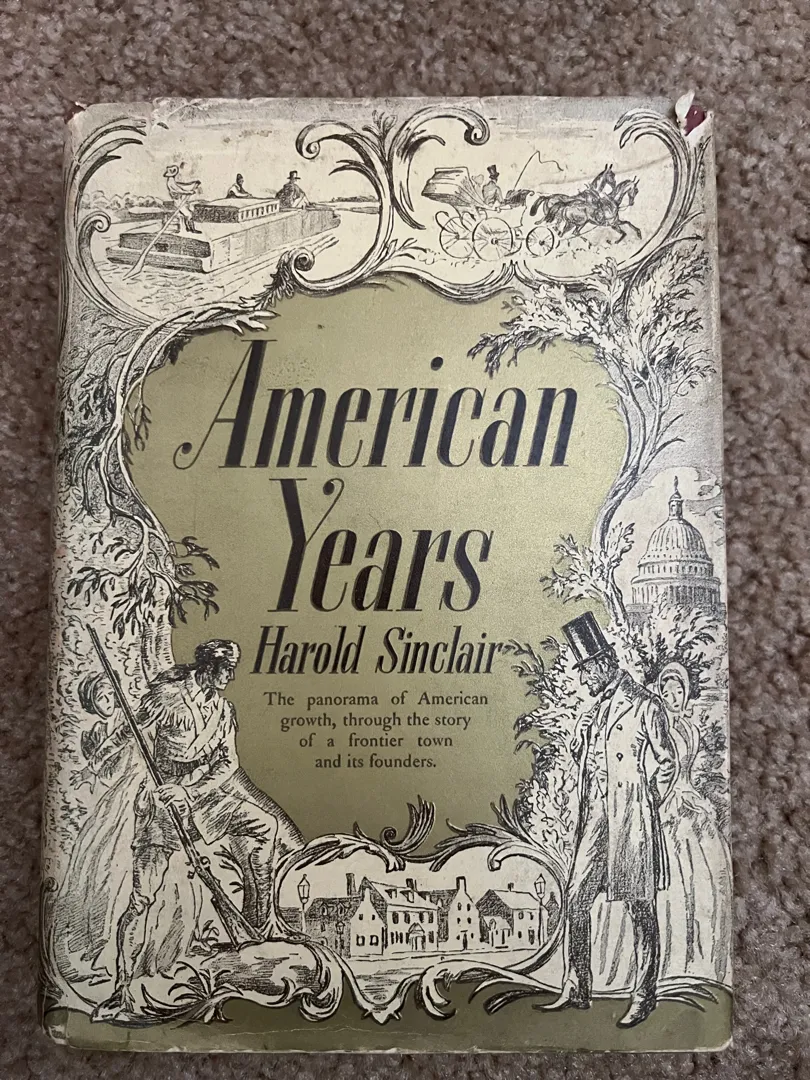 American
Years
Harold Sinclair
The panorama of American
growth, through the story
of a frontier town
and its founders.